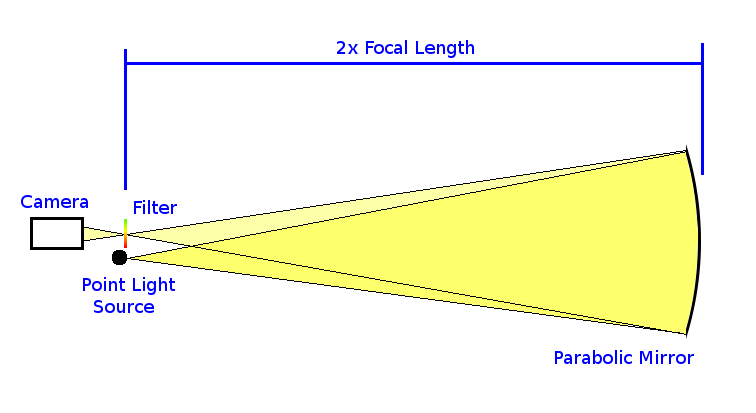 2x Focal Length
Camera
Filter
Point Light
Source
Parabolic Mirror